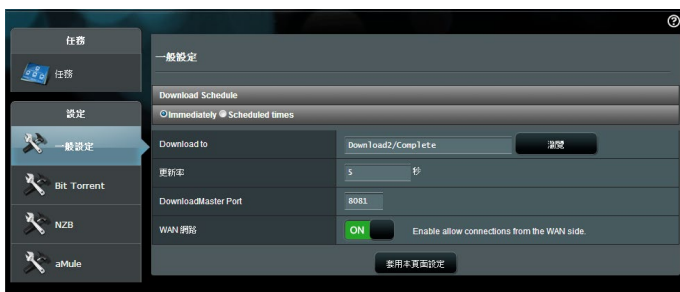 任務
任務
設定
一般設定
Bit Torrent
NZB
aMule
一般設定
Download Schedule
Immediately Scheduled times
Download to Download2/Complete 瀏覽
更新率 5 秒
DownloadMaster Port 8081
WAN 網路 ON Enable allow connections from the WAN side.
套用本頁面設定